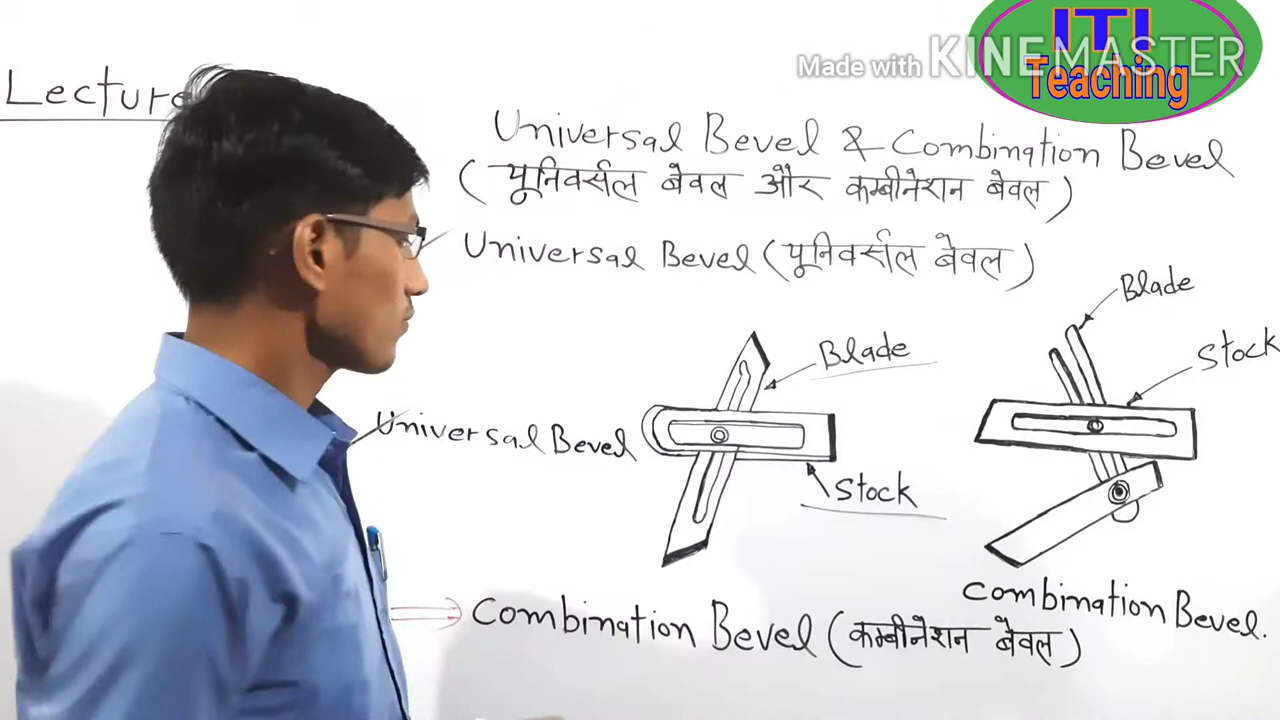 ITI
Teaching
Made with KINEMASTER
Lecture
Universal Bevel & Combination Bevel
(यूनिवर्सल बेवल और कम्बीनेशन बेवल)
Universal Bevel (यूनिवर्सल बेवल)
Blade
Stock
Blade
Universal Bevel
Stock
Combination Bevel.
Combination Bevel (कम्बीनेशन बेवल)